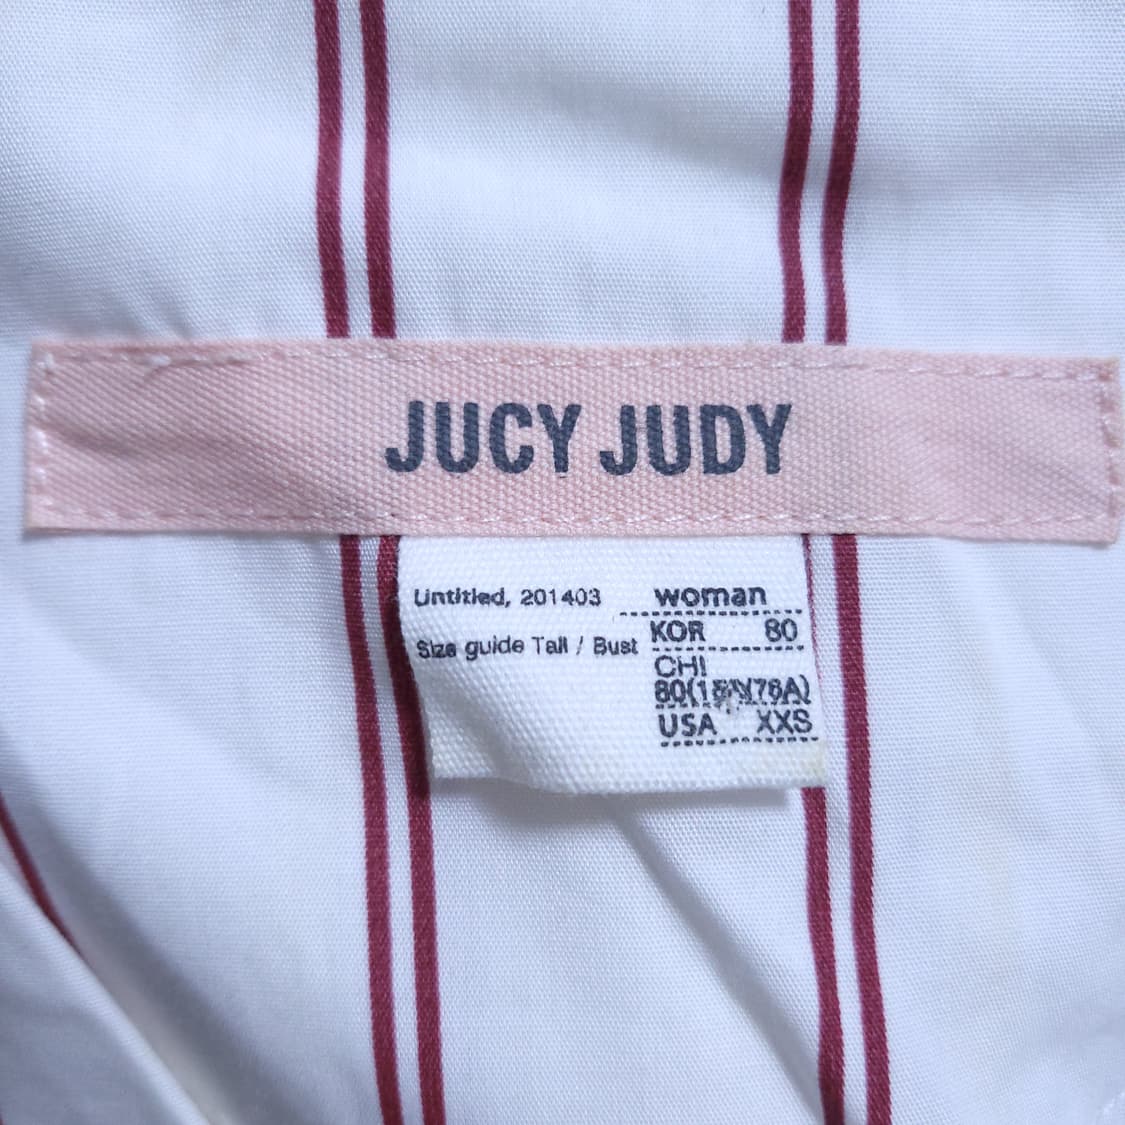 JUCY JUDY
Untitled, 201403
Size guide Tall / Bust
woman
KOR 80
CHI
USA XXS